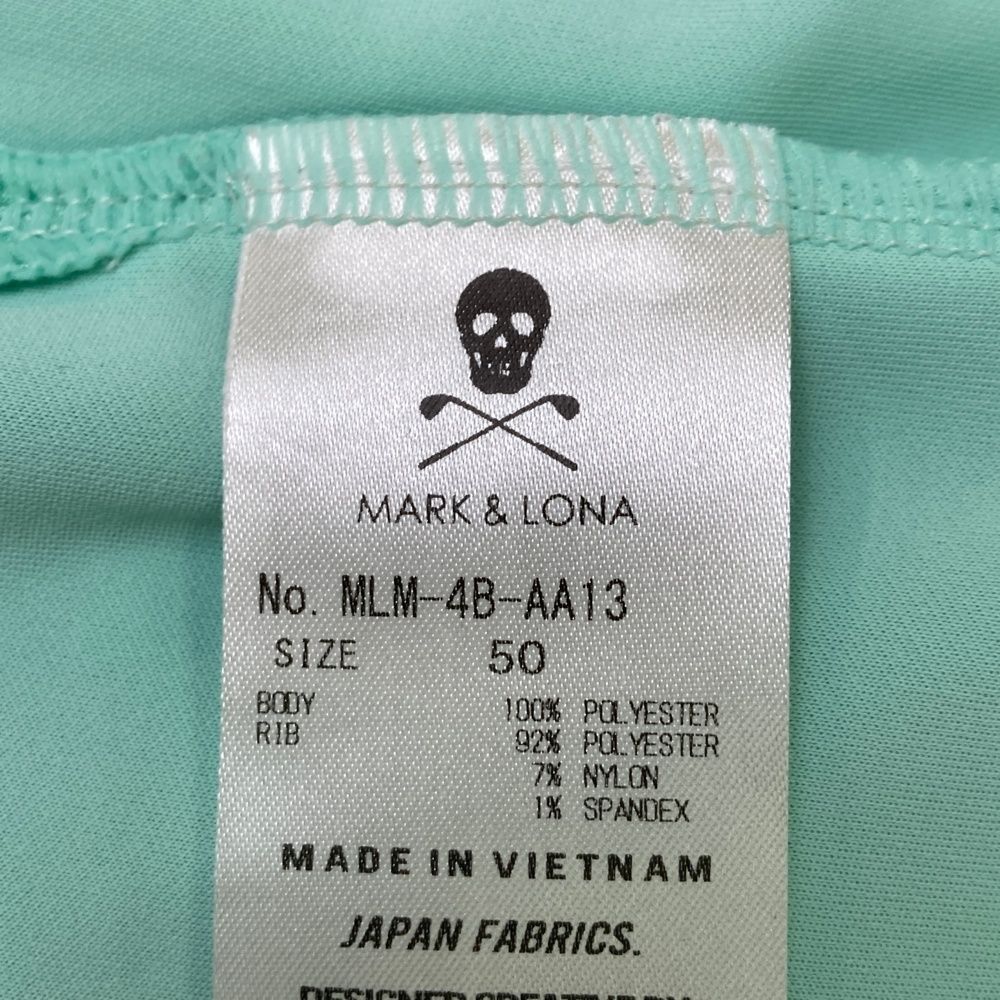 MARK & LONA
No. MLM-4B-AA13
SIZE 50
BODY 100% POLYESTER
RIB 92% POLYESTER
7% NYLON
1% SPANDEX
MADE IN VIETNAM
JAPAN FABRICS.